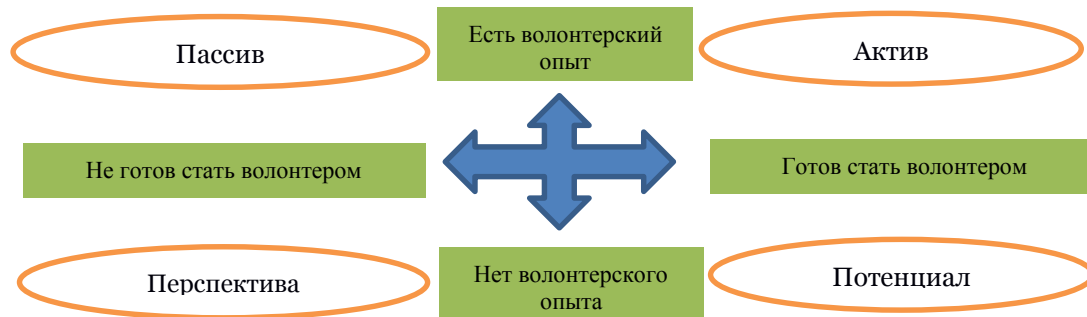 Пассив
Есть волонтерский
опыт
Актив
Не готов стать волонтером
Готов стать волонтером
Перспектива
Нет волонтерского
опыта
Потенциал